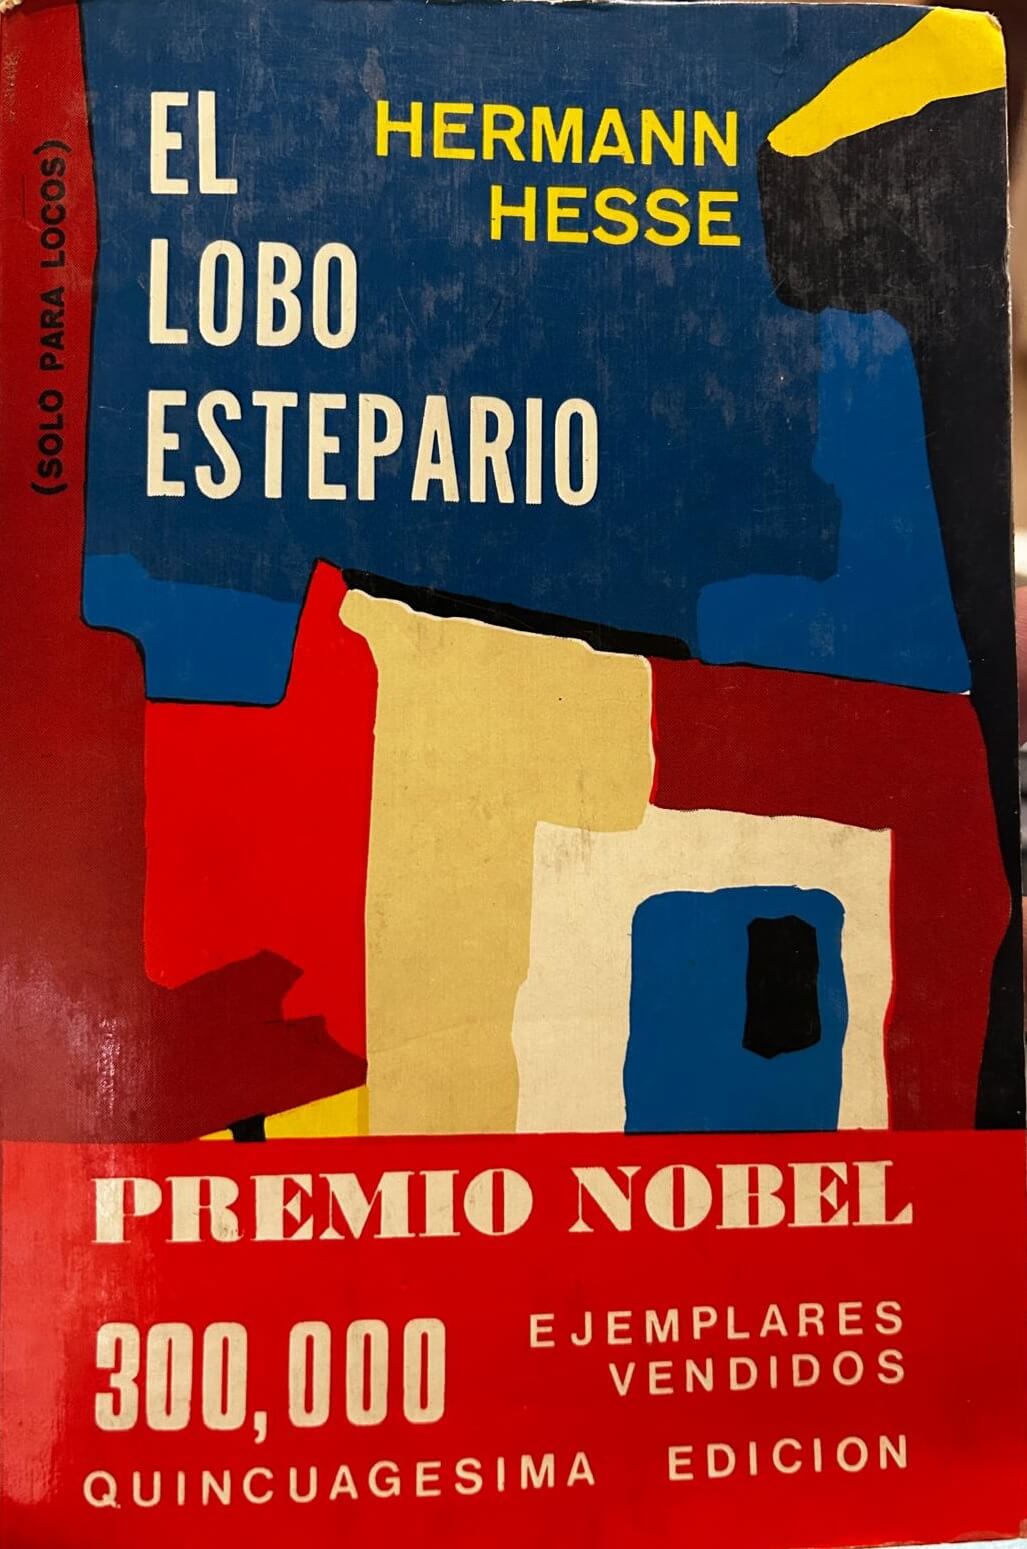 (SOLO PARA LOCOS)
EL
LOBO
ESTEPARIO
HERMANN
HESSE
PREMIO NOBEL
300,000
EJEMPLARES
VENDIDOS
QUINCUAGESIMA EDICION